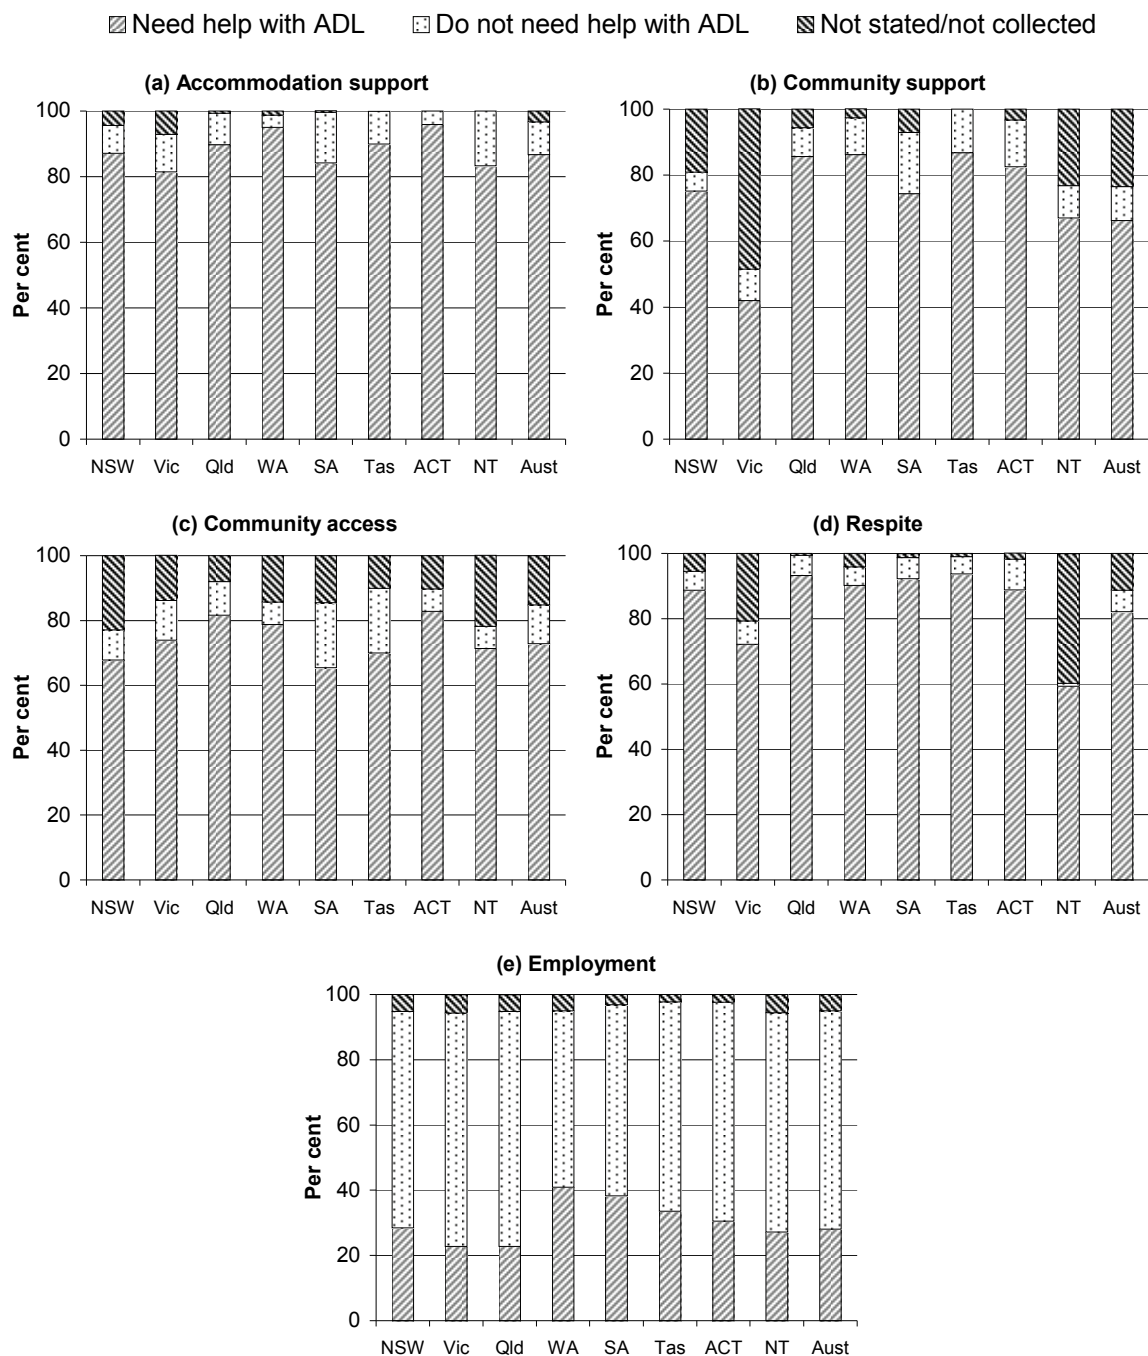 Need help with ADL Do not need help with ADL Not stated/not collected
(a) Accommodation support
100
80
60
40
20
0
Per cent
NSW Vic Qld WA SA Tas ACT NT Aust
(b) Community support
100
80
60
40
20
0
Per cent
NSW Vic Qld WA SA Tas ACT NT Aust
(c) Community access
100
80
60
40
20
0
Per cent
NSW Vic Qld WA SA Tas ACT NT Aust
(d) Respite
100
80
60
40
20
0
Per cent
NSW Vic Qld WA SA Tas ACT NT Aust
(e) Employment
100
80
60
40
20
0
Per cent
NSW Vic Qld WA SA Tas ACT NT Aust